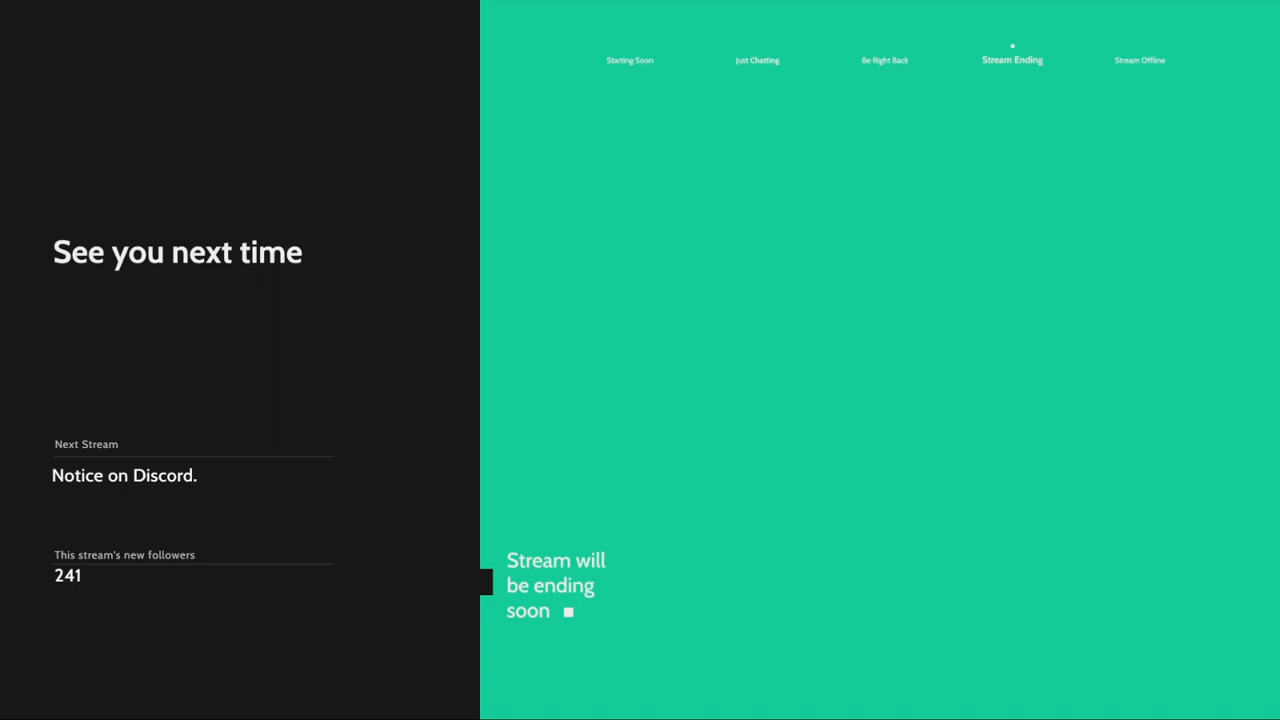 Starting Soon
Just Chatting
Be Right Back
Stream Ending
Stream Offline
See you next time
Next Stream
Notice on Discord.
This stream's new followers
241
Stream will
be ending
soon